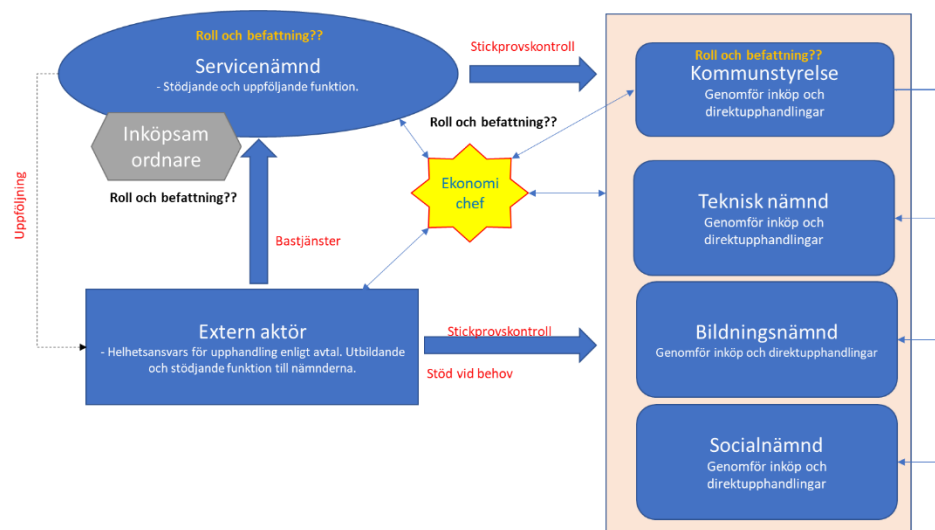 Roll och befattning??
Servicenämnd
- Stödjande och uppföljande funktion.
Inköpsam
ordnare
Roll och befattning??
Uppföljning
Bastjänster
Extern aktör
- Helhetsansvars för upphandling enligt avtal. Utbildande
och stödjande funktion till nämnderna.
Stickprovskontroll
Roll och befattning??
Ekonomi
chef
Stickprovskontroll
Stöd vid behov
Roll och befattning??
Kommunstyrelse
Genomför inköp och
direktupphandlingar
Teknisk nämnd
Genomför inköp och
direktupphandlingar
Bildningsnämnd
Genomför inköp och direktupphandlingar
Socialnämnd
Genomför inköp och
direktupphandlingar